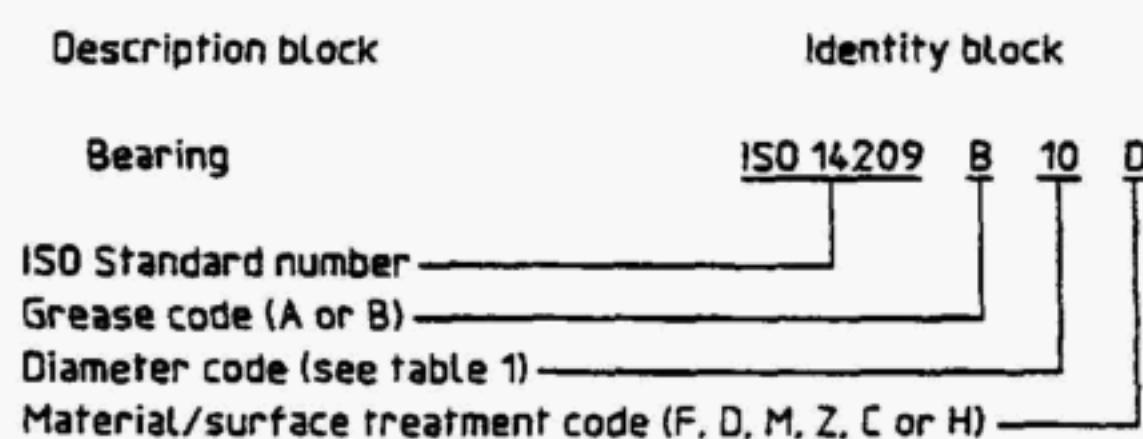 Description block Identity block
Bearing ISO 14209 B 10 D
ISO Standard number
Grease code (A or B)
Diameter code (see table 1)
Material/surface treatment code (F, D, M, Z, C or H)